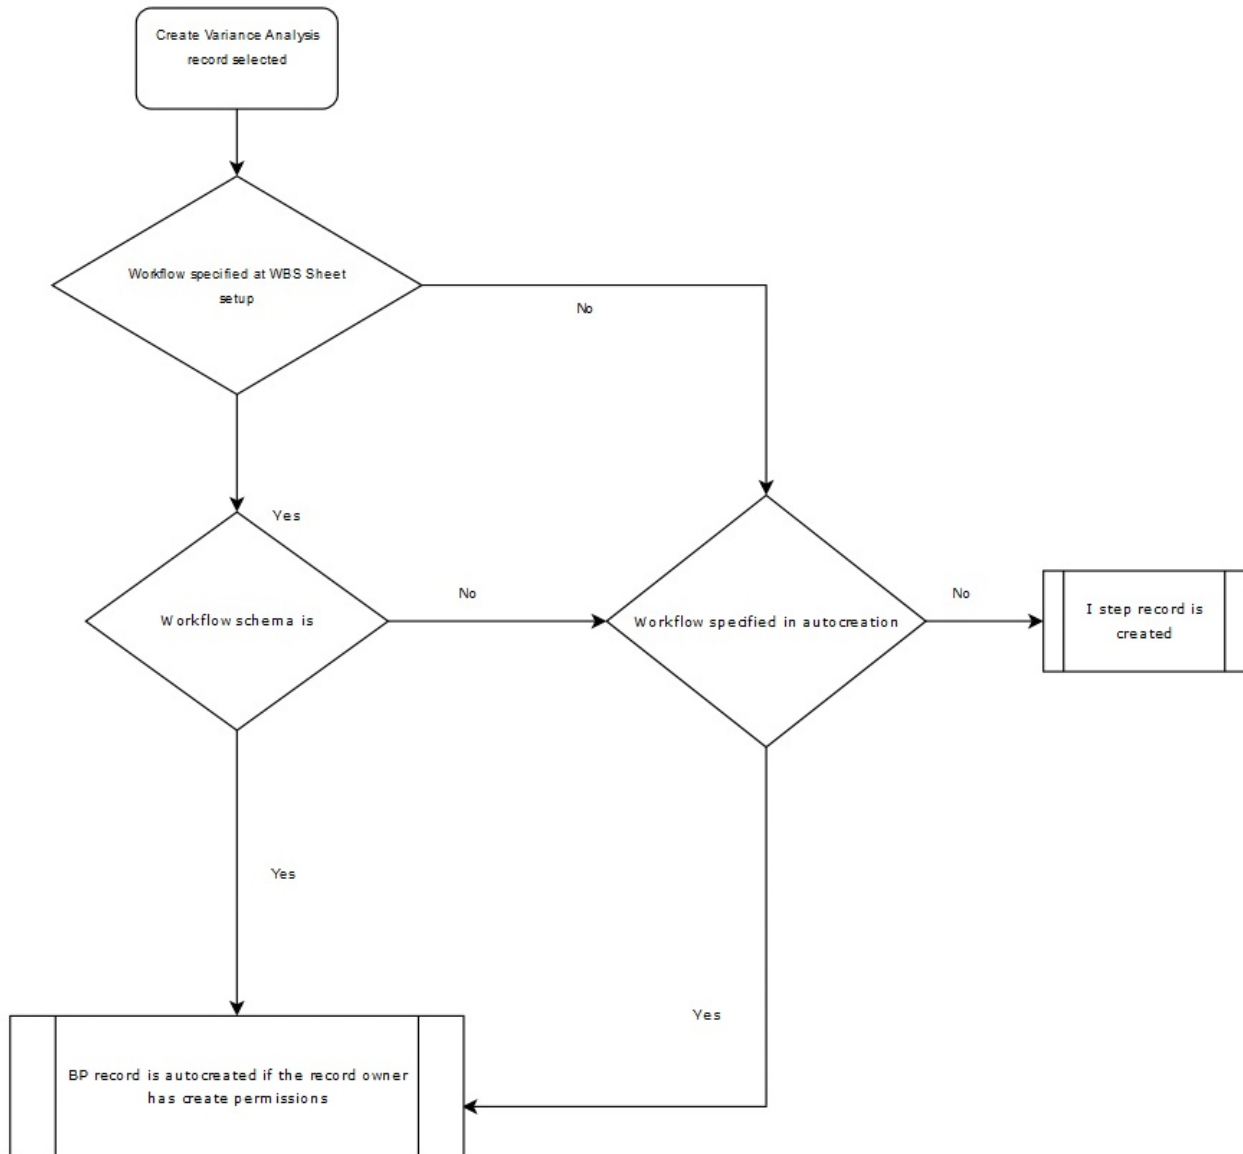 Create Variance Analysis
record selected
Workflow specified at WBS Sheet
setup
No
Yes
Workflow schema is
No
Workflow specified in autocreation
No
I step record is
created
Yes
Yes
BP record is autocreated if the record owner
has create permissions